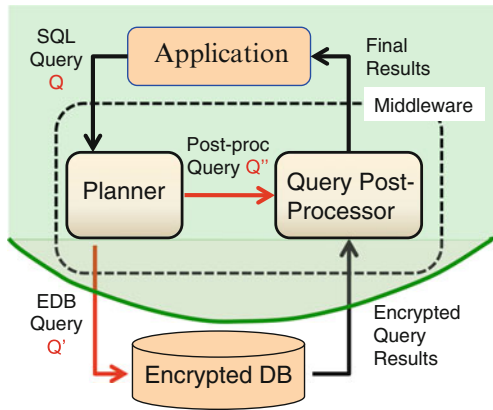 SQL
Query
Q
Application
Final
Results
Middleware
Post-proc
Query Q''
Planner
Query Post-
Processor
EDB
Query
Q'
Encrypted DB
Encrypted
Query
Results